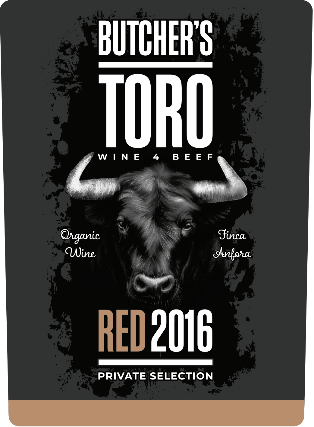 BUTCHER'S
TORO
WINE 4 BEEF
Organic
Wine
Finca
Anfora
RED 2016
PRIVATE SELECTION